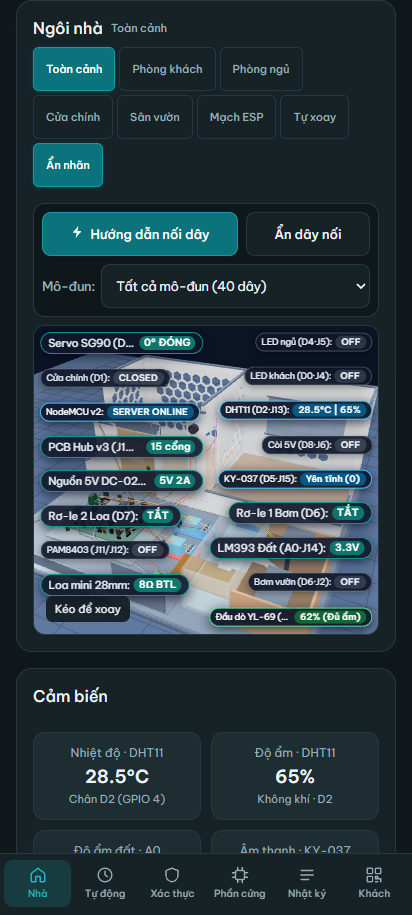 Ngôi nhà Toàn cảnh
Toàn cảnh Phòng khách Phòng ngủ
Cửa chính Sân vườn Mạch ESP Tự xoay
Ẩn nhãn
Hướng dẫn nối dây Ẩn dây nối
Mô-đun: Tất cả mô-đun (40 dây)
Servo SG90 (D... 0° ĐÓNG
LED ngủ (D4·J5): OFF
Cửa chính (D1): CLOSED
LED khách (D0·J4): OFF
NodeMCU v2: SERVER ONLINE
DHT11 (D2·J13): 28.5°C | 65%
PCB Hub v3 (J1... 15 cổng
Còi 5V (D8·J6): OFF
Nguồn 5V DC-02... 5V 2A
KY-037 (D5·J15): Yên tĩnh (0)
Rơ-le 2 Loa (D7): TẮT
Rơ-le 1 Bơm (D6): TẮT
PAM8403 (J11/J12): OFF
LM393 Đất (A0·J14): 3.3V
Loa mini 28mm: 8Ω BTL
Bơm vườn (D6·J2): OFF
Kéo để xoay
Đầu dò YL-69 (... 62% (Đủ ẩm)
Cảm biến
Nhiệt độ · DHT11
28.5°C
Chân D2 (GPIO 4)
Độ ẩm · DHT11
65%
Không khí · D2
Độ ẩm đất · A0
Âm thanh · KY-037
Nhà Tự động Xác thực Phần cứng Nhật ký Khách